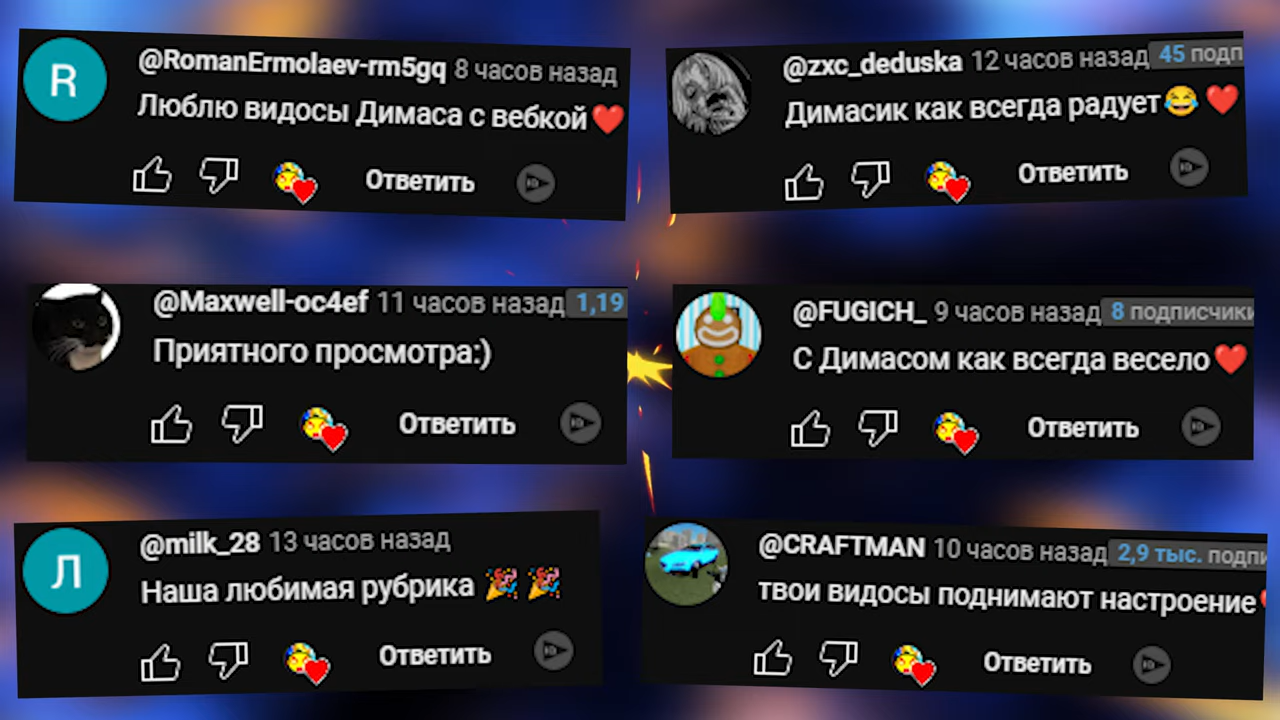 R
@RomanErmolaev-rm5gq 8 часов назад
Люблю видосы Димаса с вебкой❤️
Ответить
@zxc_deduska 12 часов назад 45 подп
Димасик как всегда радует😂❤️
Ответить
@Maxwell-oc4ef 11 часов назад 1,19
Приятного просмотра:)
Ответить
@FUGICH_ 9 часов назад 8 подписчики
С Димасом как всегда весело❤️
Ответить
Л
@milk_28 13 часов назад
Наша любимая рубрика 🎉 🎉
Ответить
@CRAFTMAN 10 часов назад 2,9 тыс. подпи
твои видосы поднимают настроение❤️
Ответить